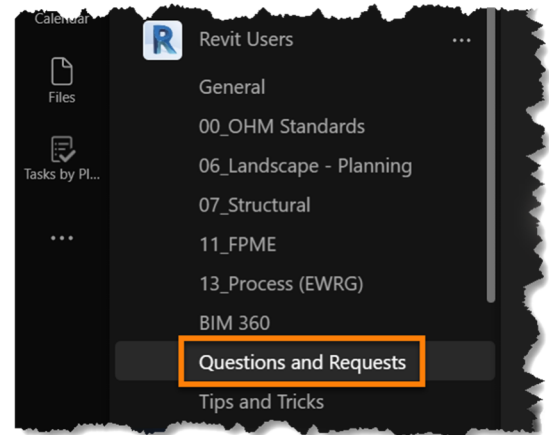 Calendar
Files
Tasks by Pl...
Revit Users
General
00_OHM Standards
06_Landscape - Planning
07_Structural
11_FPME
13_Process (EWRG)
BIM 360
Questions and Requests
Tips and Tricks